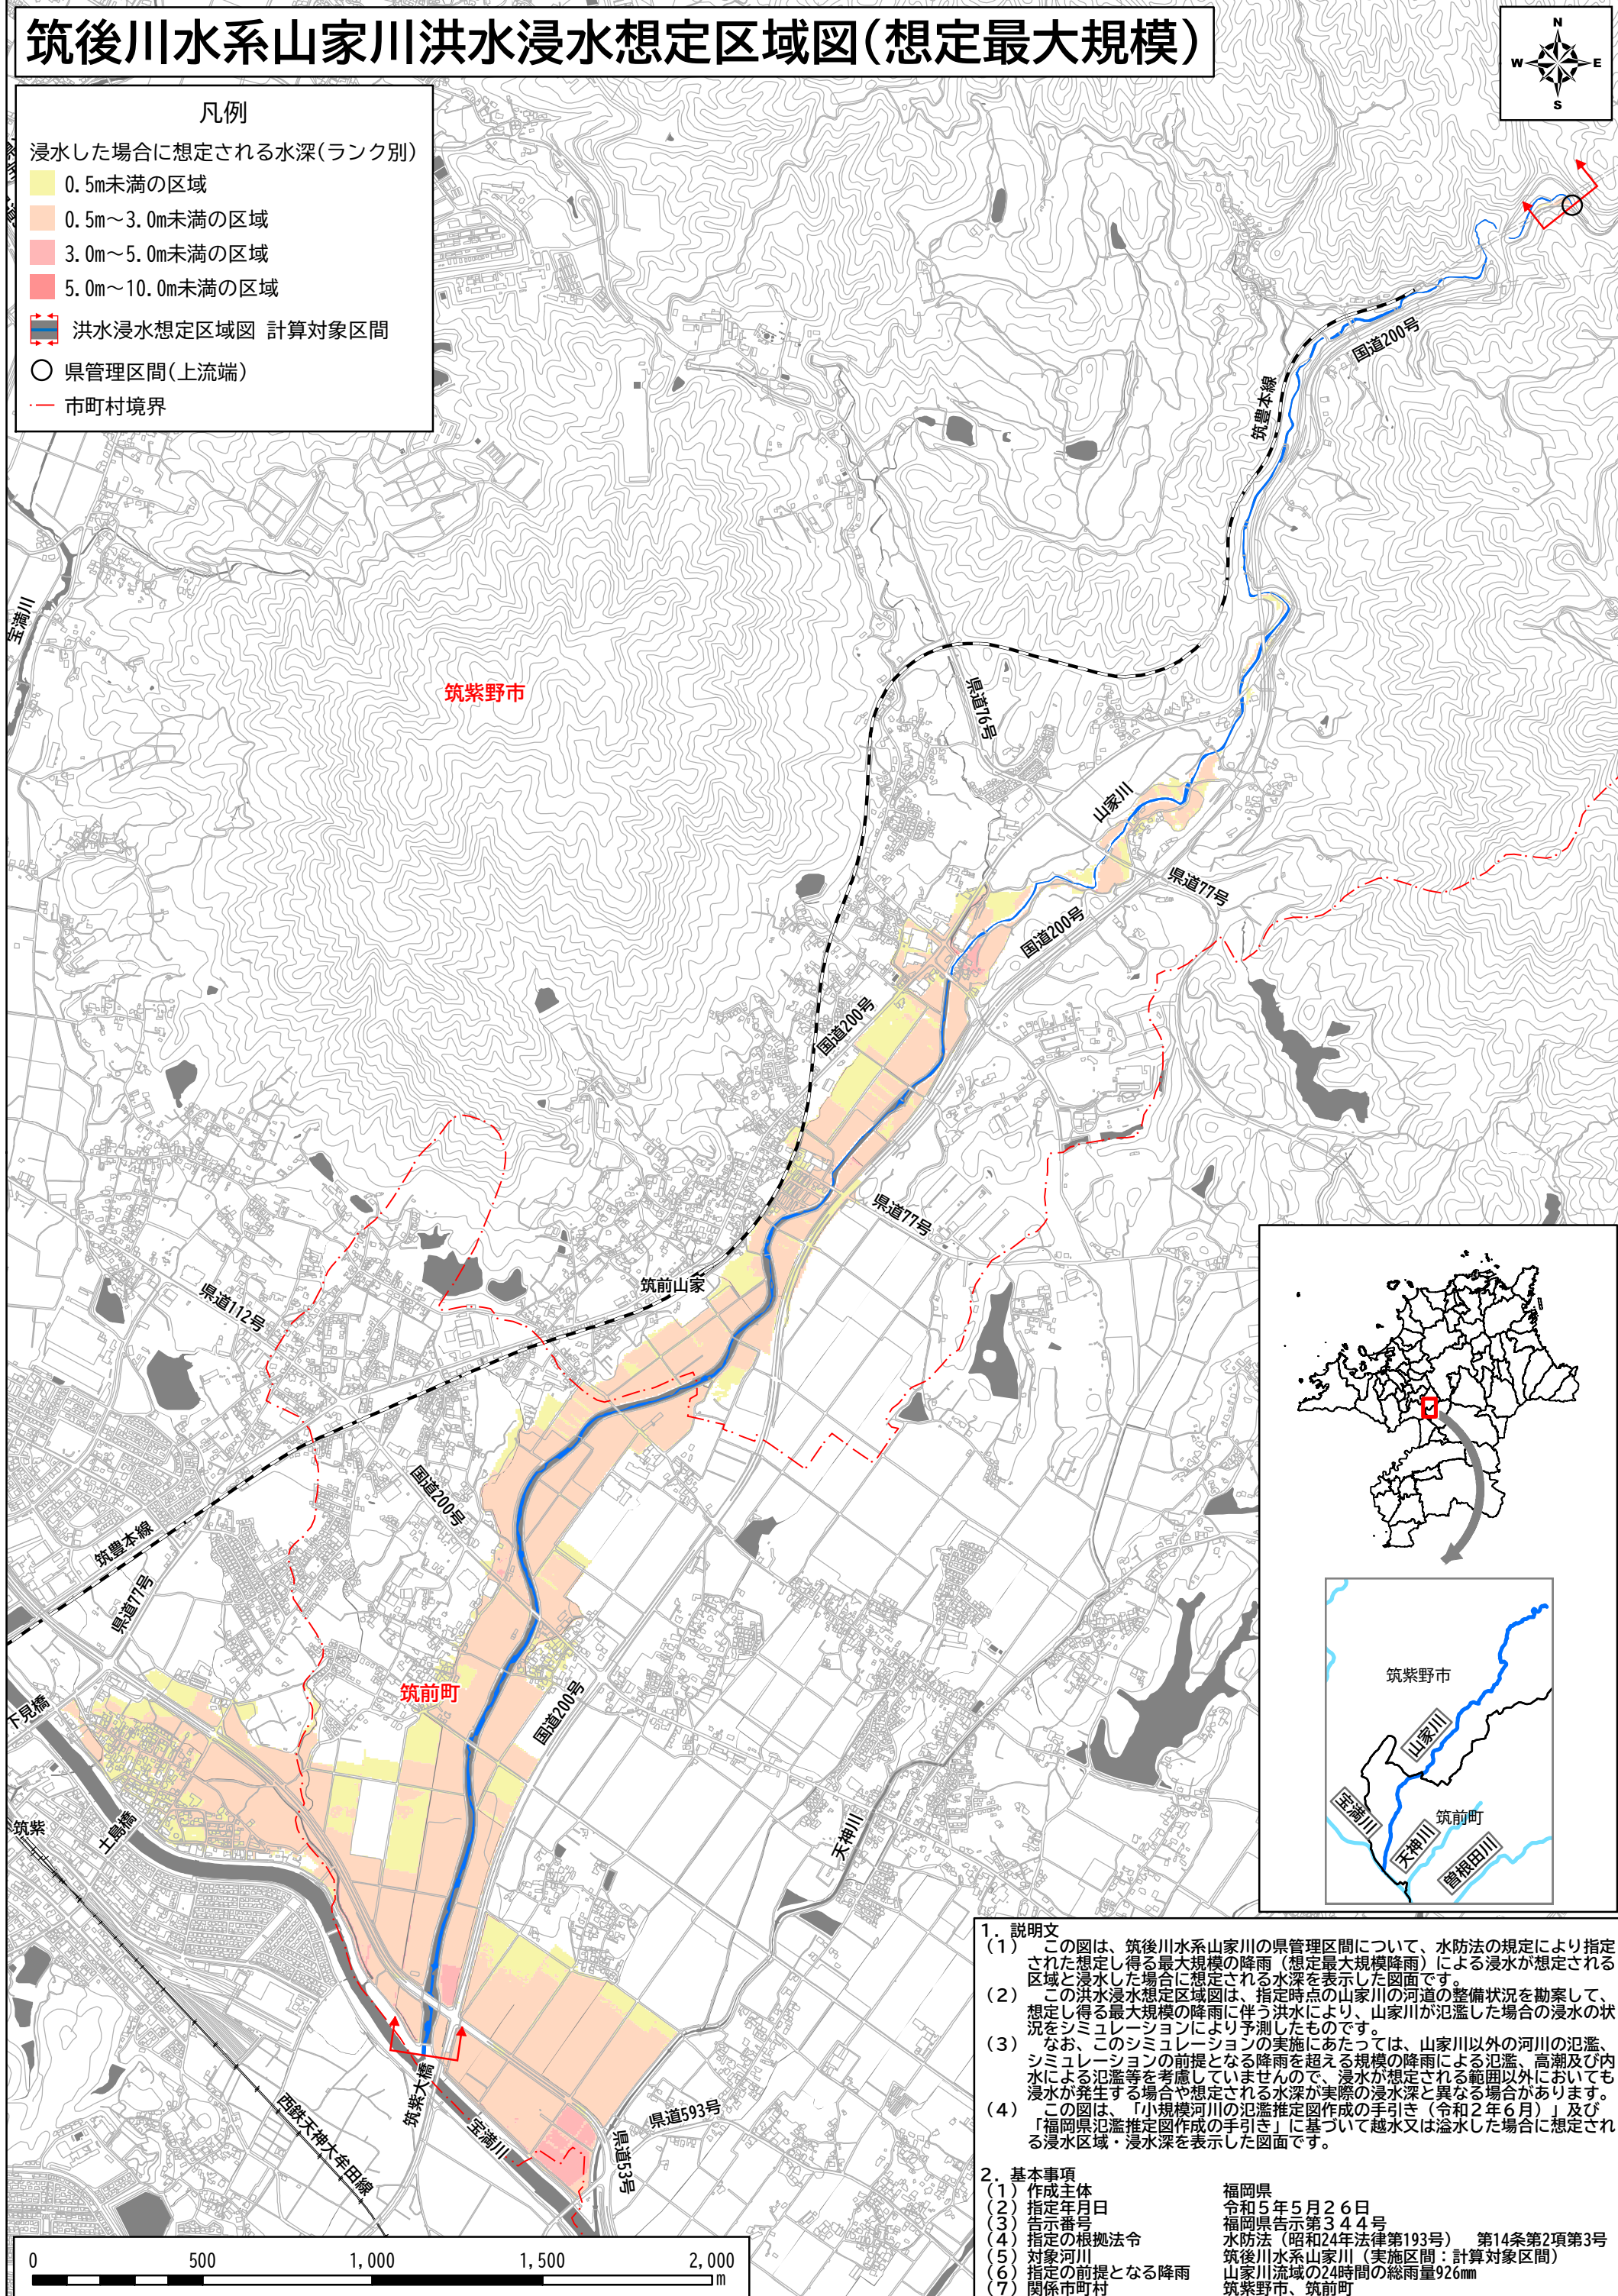 筑後川水系山家川洪水浸水想定区域図(想定最大規模)
N
W
E
S
凡例
浸水した場合に想定される水深(ランク別)
0.5m未満の区域
0.5m～3.0m未満の区域
3.0m～5.0m未満の区域
5.0m～10.0m未満の区域
洪水浸水想定区域図 計算対象区間
県管理区間(上流端)
市町村境界
国道200号
筑豊本線
宝満川
筑紫野市
県道76号
山家川
県道77号
国道200号
国道200号
県道77号
筑前山家
県道112号
国道200号
筑豊本線
県道77号
筑前町
下見橋
国道200号
筑紫
土島橋
天神川
筑紫大橋
西鉄天神大牟田線
宝満川
県道593号
県道53号
筑紫野市
山家川
宝満川
筑前町
天神川
曽根田川
0
500
1,000
1,500
2,000
m
1．説明文
（1）　この図は、筑後川水系山家川の県管理区間について、水防法の規定により指定
された想定し得る最大規模の降雨（想定最大規模降雨）による浸水が想定される
区域と浸水した場合に想定される水深を表示した図面です。
（2）　この洪水浸水想定区域図は、指定時点の山家川の河道の整備状況を勘案して、
想定し得る最大規模の降雨に伴う洪水により、山家川が氾濫した場合の浸水の状
況をシミュレーションにより予測したものです。
（3）　なお、このシミュレーションの実施にあたっては、山家川以外の河川の氾濫、
シミュレーションの前提となる降雨を超える規模の降雨による氾濫、高潮及び内
水による氾濫等を考慮していませんので、浸水が想定される範囲以外においても
浸水が発生する場合や想定される水深が実際の浸水深と異なる場合があります。
（4）　この図は、「小規模河川の氾濫推定図作成の手引き（令和２年６月）」及び
「福岡県氾濫推定図作成の手引き」に基づいて越水又は溢水した場合に想定され
る浸水区域・浸水深を表示した図面です。
2．基本事項
（1）作成主体　福岡県
（2）指定年月日　令和５年５月２６日
（3）告示番号　福岡県告示第３４４号
（4）指定の根拠法令　水防法（昭和24年法律第193号）　第14条第2項第3号
（5）対象河川　筑後川水系山家川（実施区間：計算対象区間）
（6）指定の前提となる降雨　山家川流域の24時間の総雨量926mm
（7）関係市町村　筑紫野市、筑前町